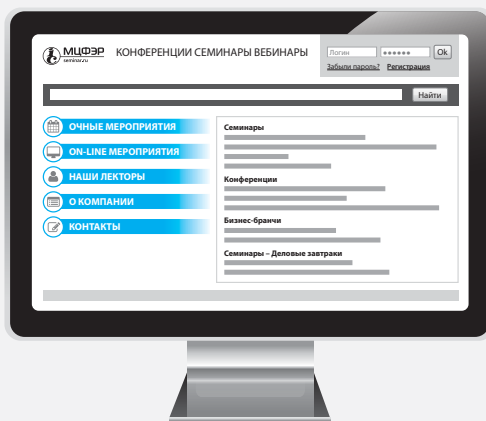 МЦФЭР
seminar.ru
КОНФЕРЕНЦИИ СЕМИНАРЫ ВЕБИНАРЫ
Логин
Ok
Забыли пароль? Регистрация
Найти
ОЧНЫЕ МЕРОПРИЯТИЯ
ON-LINE МЕРОПРИЯТИЯ
НАШИ ЛЕКТОРЫ
О КОМПАНИИ
КОНТАКТЫ
Семинары
Конференции
Бизнес-бранчи
Семинары – Деловые завтраки